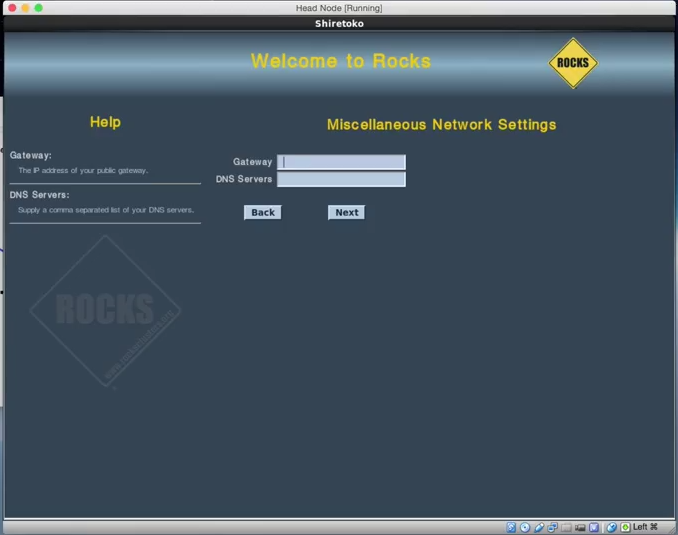 Head Node [Running]
Shiretoko
Welcome to Rocks
ROCKS
Help
Gateway:
The IP address of your public gateway.
DNS Servers:
Supply a comma separated list of your DNS servers.
ROCKS
www.rocksclusters.org
Miscellaneous Network Settings
Gateway
DNS Servers
Back Next
Left ⌘